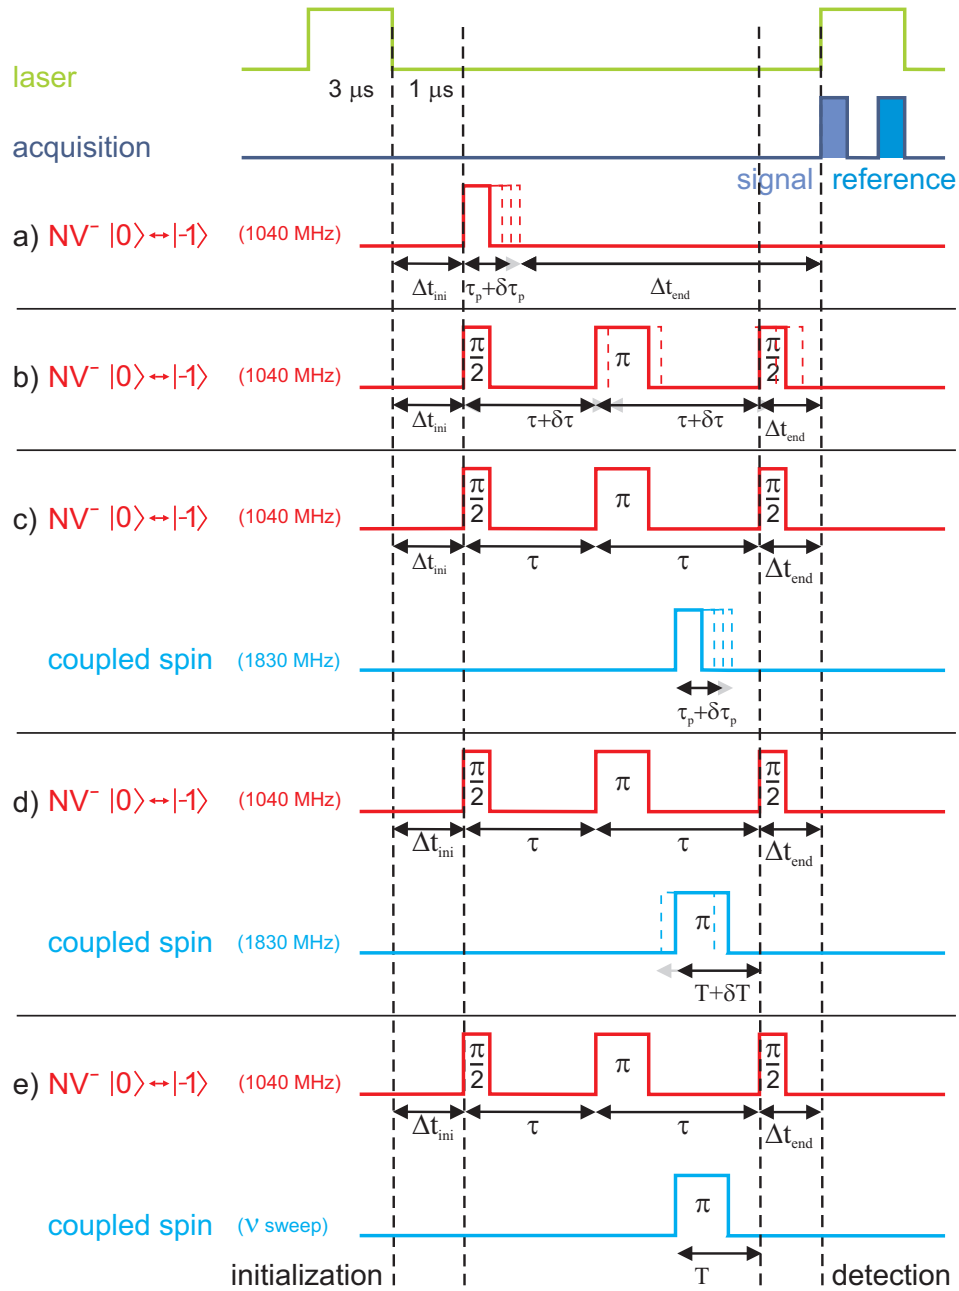 laser
3 μs 1 μs
acquisition
signal reference
a) NV⁻ |0⟩↔|-1⟩ (1040 MHz)
Δt_ini τ_p+δτ_p Δt_end
b) NV⁻ |0⟩↔|-1⟩ (1040 MHz) π/2 π π/2
Δt_ini τ+δτ τ+δτ Δt_end
c) NV⁻ |0⟩↔|-1⟩ (1040 MHz) π/2 π π/2
Δt_ini τ τ Δt_end
coupled spin (1830 MHz)
τ_p+δτ_p
d) NV⁻ |0⟩↔|-1⟩ (1040 MHz) π/2 π π/2
Δt_ini τ τ Δt_end
coupled spin (1830 MHz) π
T+δT
e) NV⁻ |0⟩↔|-1⟩ (1040 MHz) π/2 π π/2
Δt_ini τ τ Δt_end
coupled spin (ν sweep) π
initialization T detection